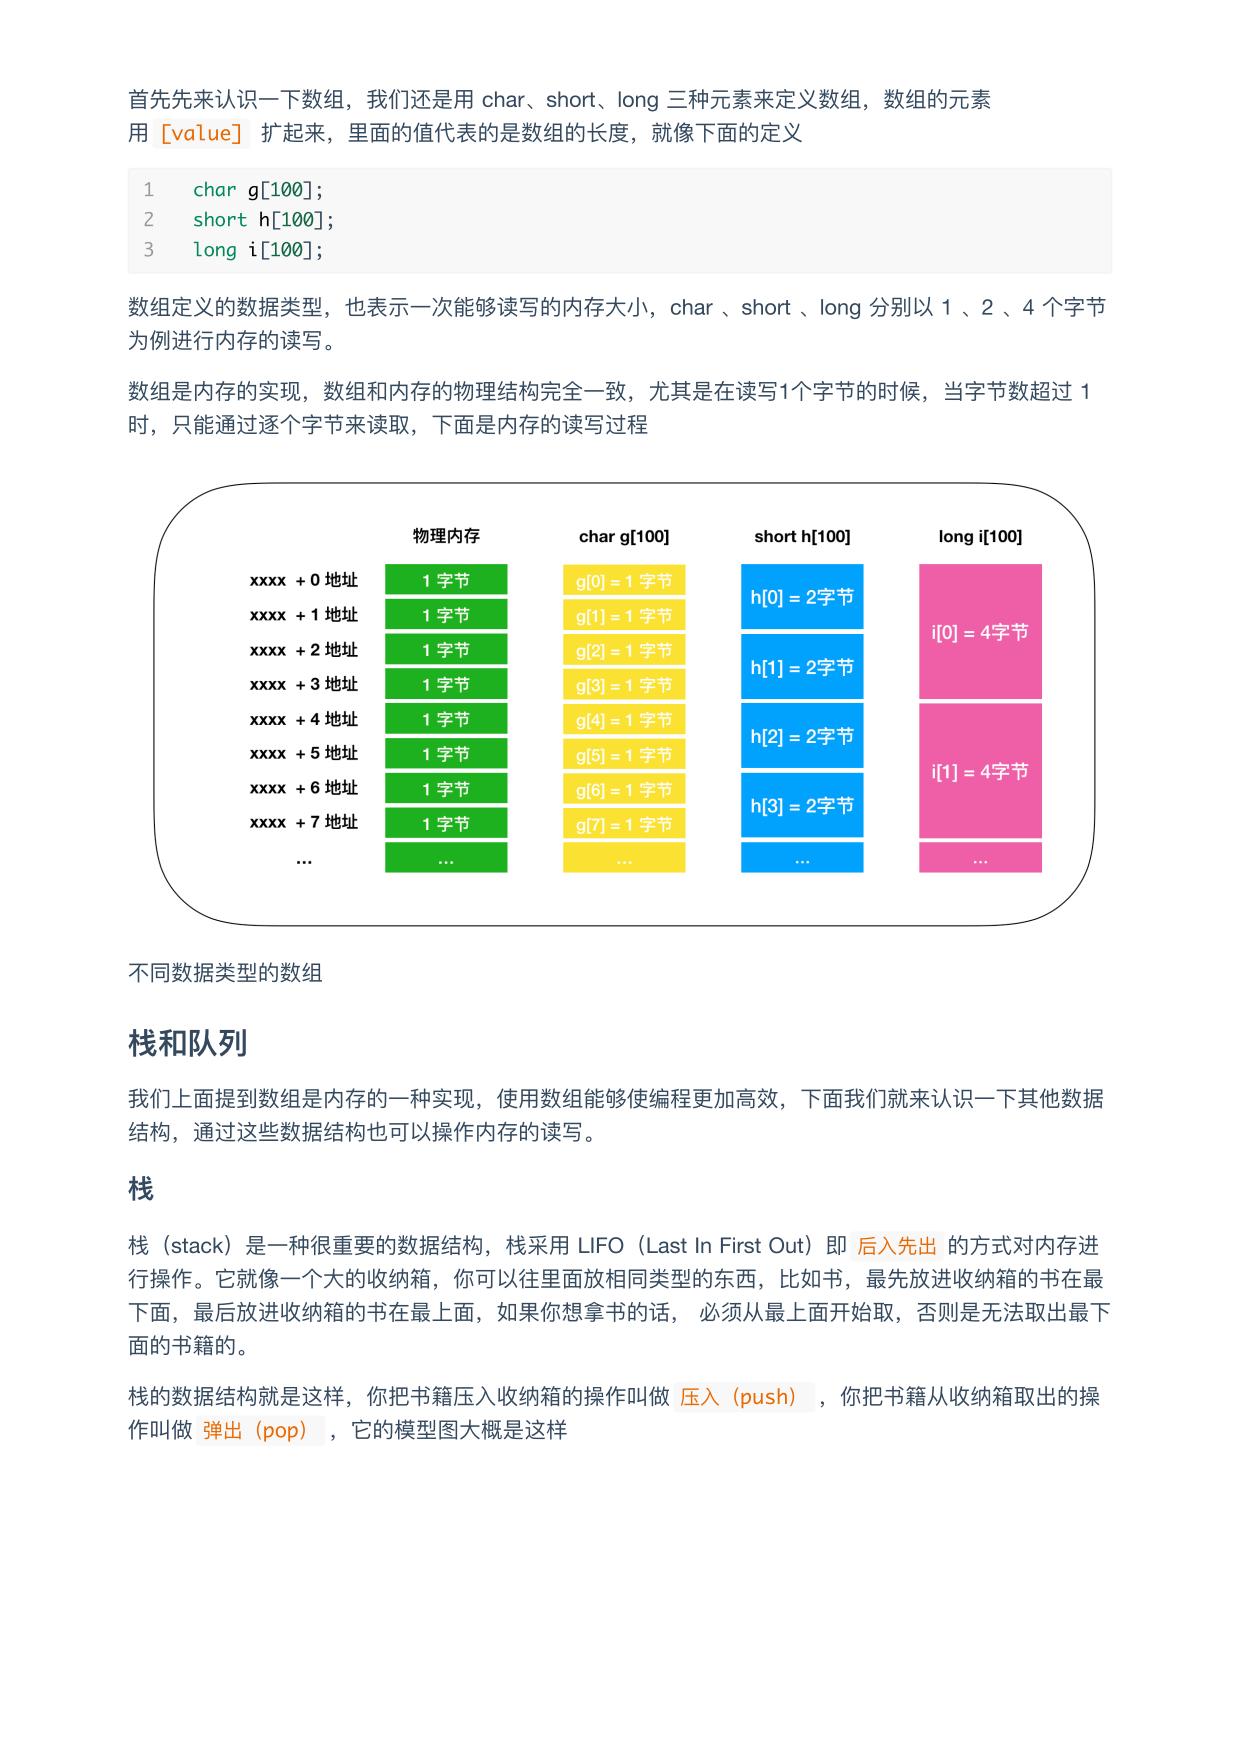 首先先来认识一下数组，我们还是用 char、short、long 三种元素来定义数组，数组的元素
用 [value] 扩起来，里面的值代表的是数组的长度，就像下面的定义
1 char g[100];
2 short h[100];
3 long i[100];
数组定义的数据类型，也表示一次能够读写的内存大小，char 、short 、long 分别以 1 、2 、4 个字节
为例进行内存的读写。
数组是内存的实现，数组和内存的物理结构完全一致，尤其是在读写1个字节的时候，当字节数超过 1
时，只能通过逐个字节来读取，下面是内存的读写过程
物理内存 char g[100] short h[100] long i[100]
xxxx + 0 地址 1 字节 g[0] = 1 字节 h[0] = 2字节 i[0] = 4字节
xxxx + 1 地址 1 字节 g[1] = 1 字节
xxxx + 2 地址 1 字节 g[2] = 1 字节 h[1] = 2字节
xxxx + 3 地址 1 字节 g[3] = 1 字节
xxxx + 4 地址 1 字节 g[4] = 1 字节 h[2] = 2字节 i[1] = 4字节
xxxx + 5 地址 1 字节 g[5] = 1 字节
xxxx + 6 地址 1 字节 g[6] = 1 字节 h[3] = 2字节
xxxx + 7 地址 1 字节 g[7] = 1 字节
... ... ... ... ...
不同数据类型的数组
栈和队列
我们上面提到数组是内存的一种实现，使用数组能够使编程更加高效，下面我们就来认识一下其他数据
结构，通过这些数据结构也可以操作内存的读写。
栈
栈（stack）是一种很重要的数据结构，栈采用 LIFO（Last In First Out）即 后入先出 的方式对内存进
行操作。它就像一个大的收纳箱，你可以往里面放相同类型的东西，比如书，最先放进收纳箱的书在最
下面，最后放进收纳箱的书在最上面，如果你想拿书的话， 必须从最上面开始取，否则是无法取出最下
面的书籍的。
栈的数据结构就是这样，你把书籍压入收纳箱的操作叫做 压入（push） ，你把书籍从收纳箱取出的操
作叫做 弹出（pop） ，它的模型图大概是这样